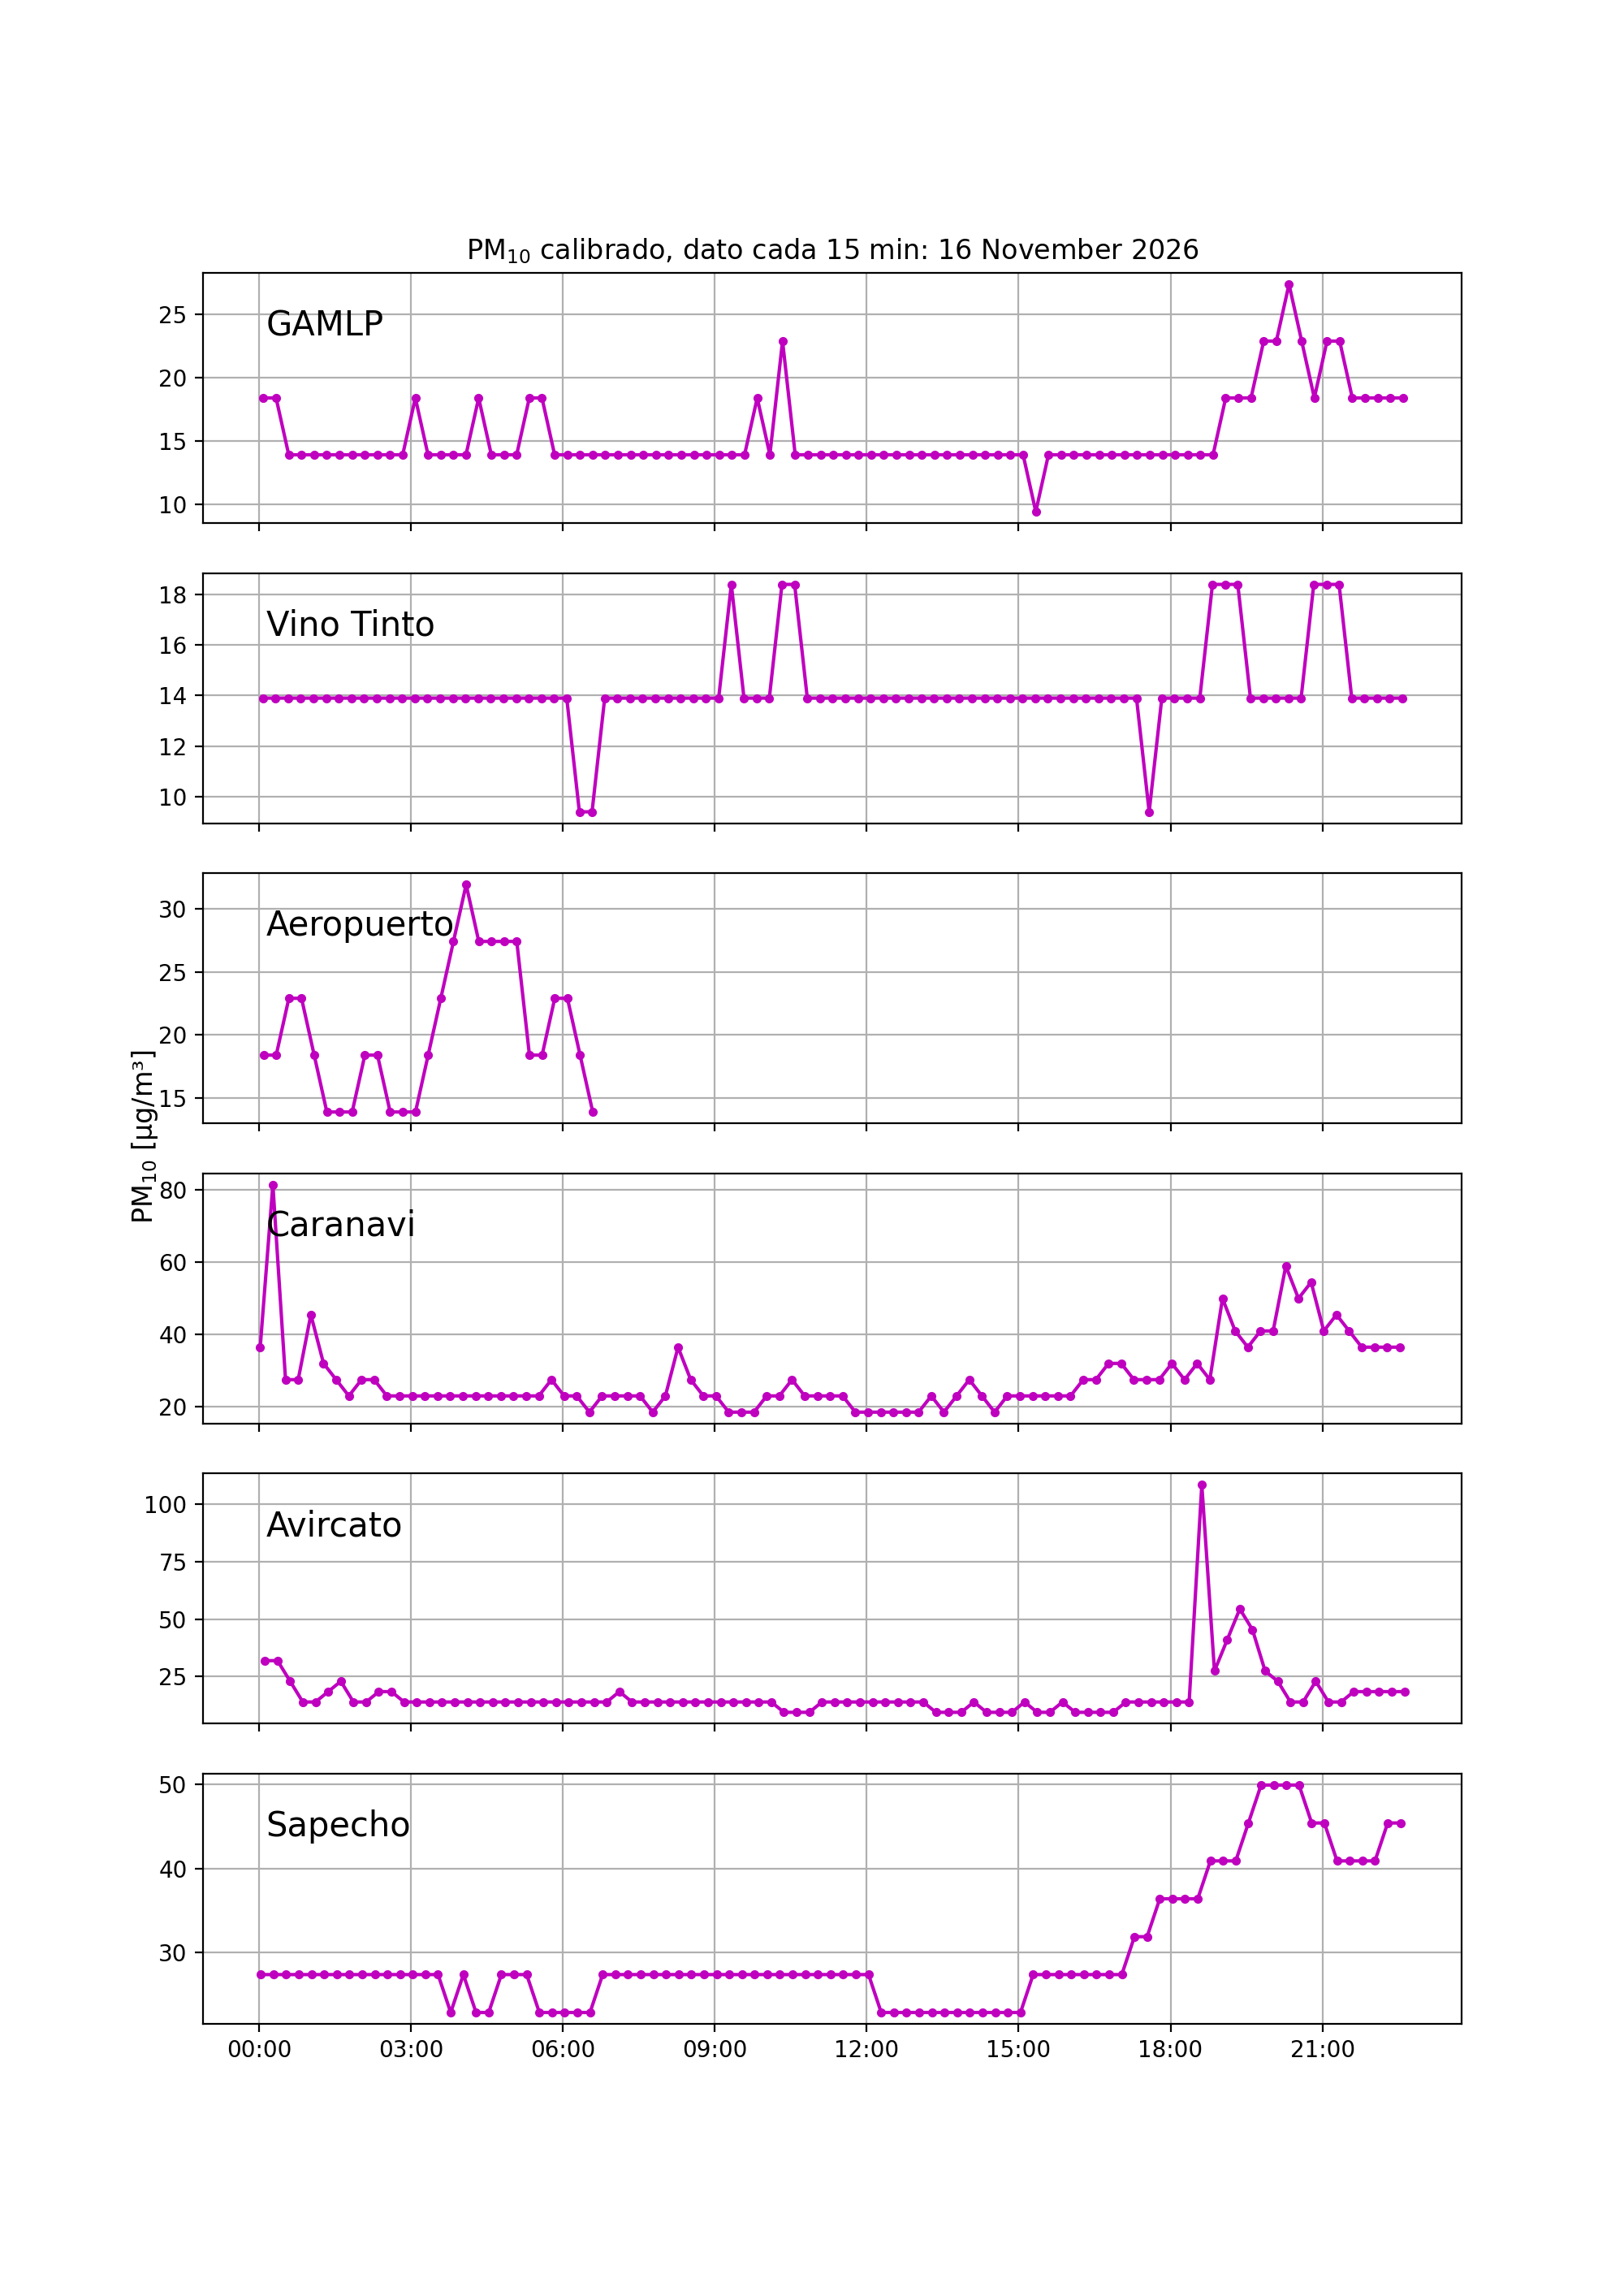 PM₁₀ calibrado, dato cada 15 min: 16 November 2026
GAMLP
25
20
15
10
Vino Tinto
18
16
14
12
10
Aeropuerto
30
25
20
15
PM₁₀ [µg/m³]
Caranavi
80
60
40
20
Avircato
100
75
50
25
Sapecho
50
40
30
00:00 03:00 06:00 09:00 12:00 15:00 18:00 21:00